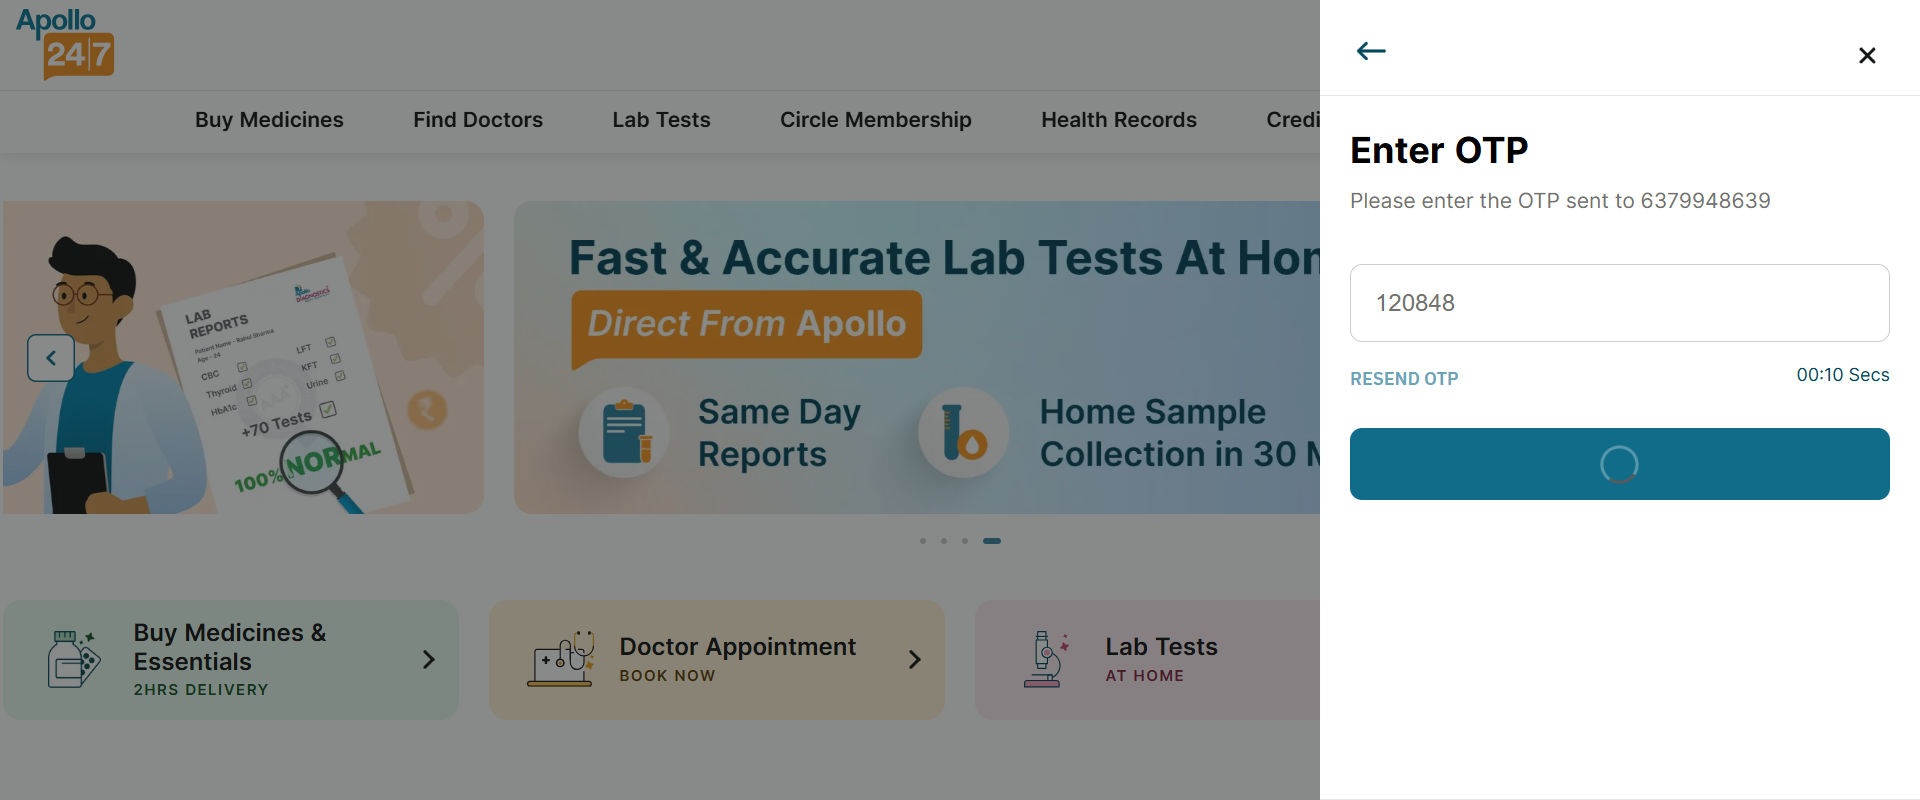 Apollo
24|7
Buy Medicines
Find Doctors
Lab Tests
Circle Membership
Health Records
Credi
LAB
REPORTS
Patient Name - Rahul Sharma
Age - 24
CBC
Thyroid
HbA1c
LFT
KFT
Urine
+70 Tests
100% NORMAL
Apollo
DIAGNOSTICS
Fast & Accurate Lab Tests At Hom
Direct From Apollo
Same Day
Reports
Home Sample
Collection in 30 M
Buy Medicines &
Essentials
2HRS DELIVERY
Doctor Appointment
BOOK NOW
Lab Tests
AT HOME
Enter OTP
Please enter the OTP sent to 6379948639
120848
RESEND OTP
00:10 Secs